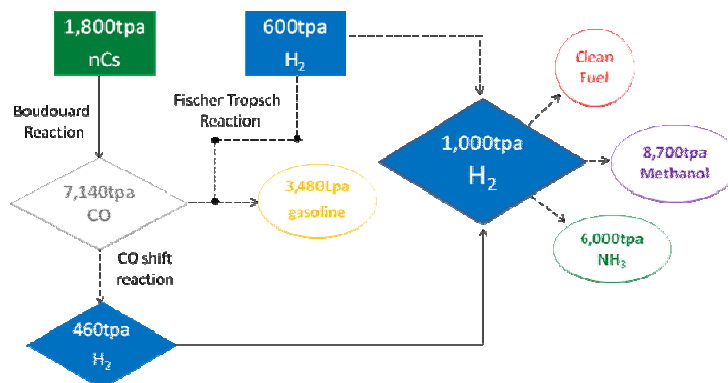 1,800tpa
nCs
600tpa
H₂
Clean
Fuel
Boudouard
Reaction
Fischer Tropsch
Reaction
1,000tpa
H₂
8,700tpa
Methanol
7,140tpa
CO
3,480Lpa
gasoline
6,000tpa
NH₃
CO shift
reaction
460tpa
H₂